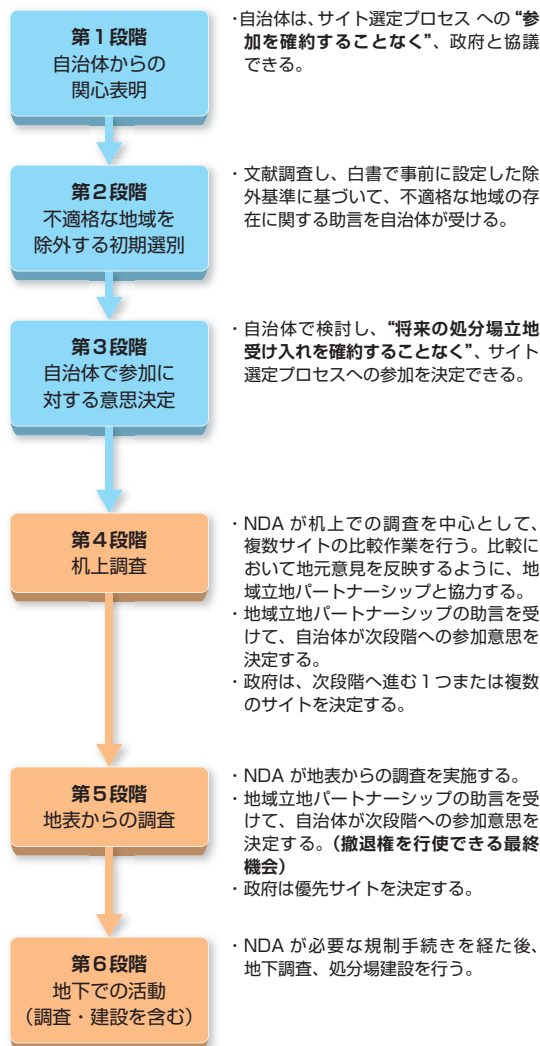 第１段階
自治体からの
関心表明
・自治体は、サイト選定プロセス への“参
加を確約することなく”、政府と協議
できる。
第２段階
不適格な地域を
除外する初期選別
・文献調査し、白書で事前に設定した除
外基準に基づいて、不適格な地域の存
在に関する助言を自治体が受ける。
第３段階
自治体で参加に
対する意思決定
・自治体で検討し、“将来の処分場立地
受け入れを確約することなく”、サイト
選定プロセスへの参加を決定できる。
第４段階
机上調査
・NDA が机上での調査を中心として、
複数サイトの比較作業を行う。比較に
おいて地元意見を反映するように、地
域立地パートナーシップと協力する。
・地域立地パートナーシップの助言を受
けて、自治体が次段階への参加意思を
決定する。
・政府は、次段階へ進む１つまたは複数
のサイトを決定する。
第５段階
地表からの調査
・NDA が地表からの調査を実施する。
・地域立地パートナーシップの助言を受
けて、自治体が次段階への参加意思を
決定する。（撤退権を行使できる最終
機会）
・政府は優先サイトを決定する。
第６段階
地下での活動
（調査・建設を含む）
・NDA が必要な規制手続きを経た後、
地下調査、処分場建設を行う。